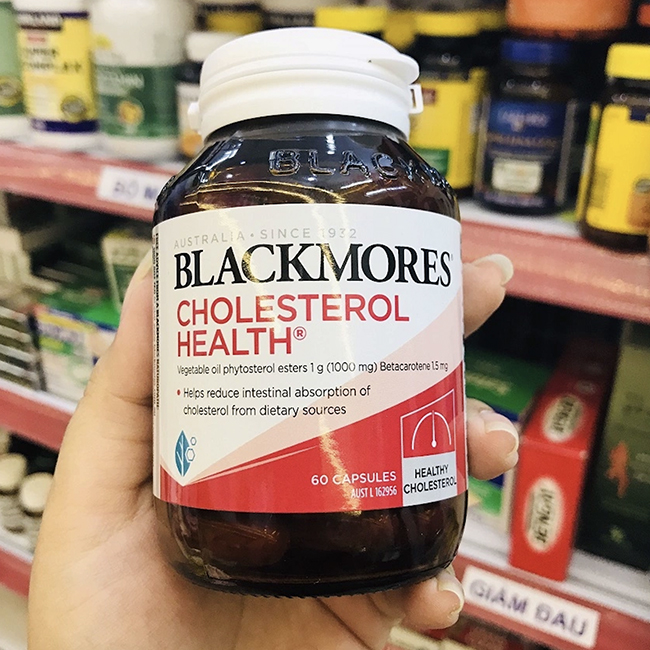 AUSTRALIA • SINCE 1932
BLACKMORES®
CHOLESTEROL
HEALTH®
Vegetable oil phytosterol esters 1 g (1000 mg) Betacarotene 1.5 mg
• Helps reduce intestinal absorption of
cholesterol from dietary sources
60 CAPSULES
AUST L 162956
HEALTHY
CHOLESTEROL
GIẢM ĐAU